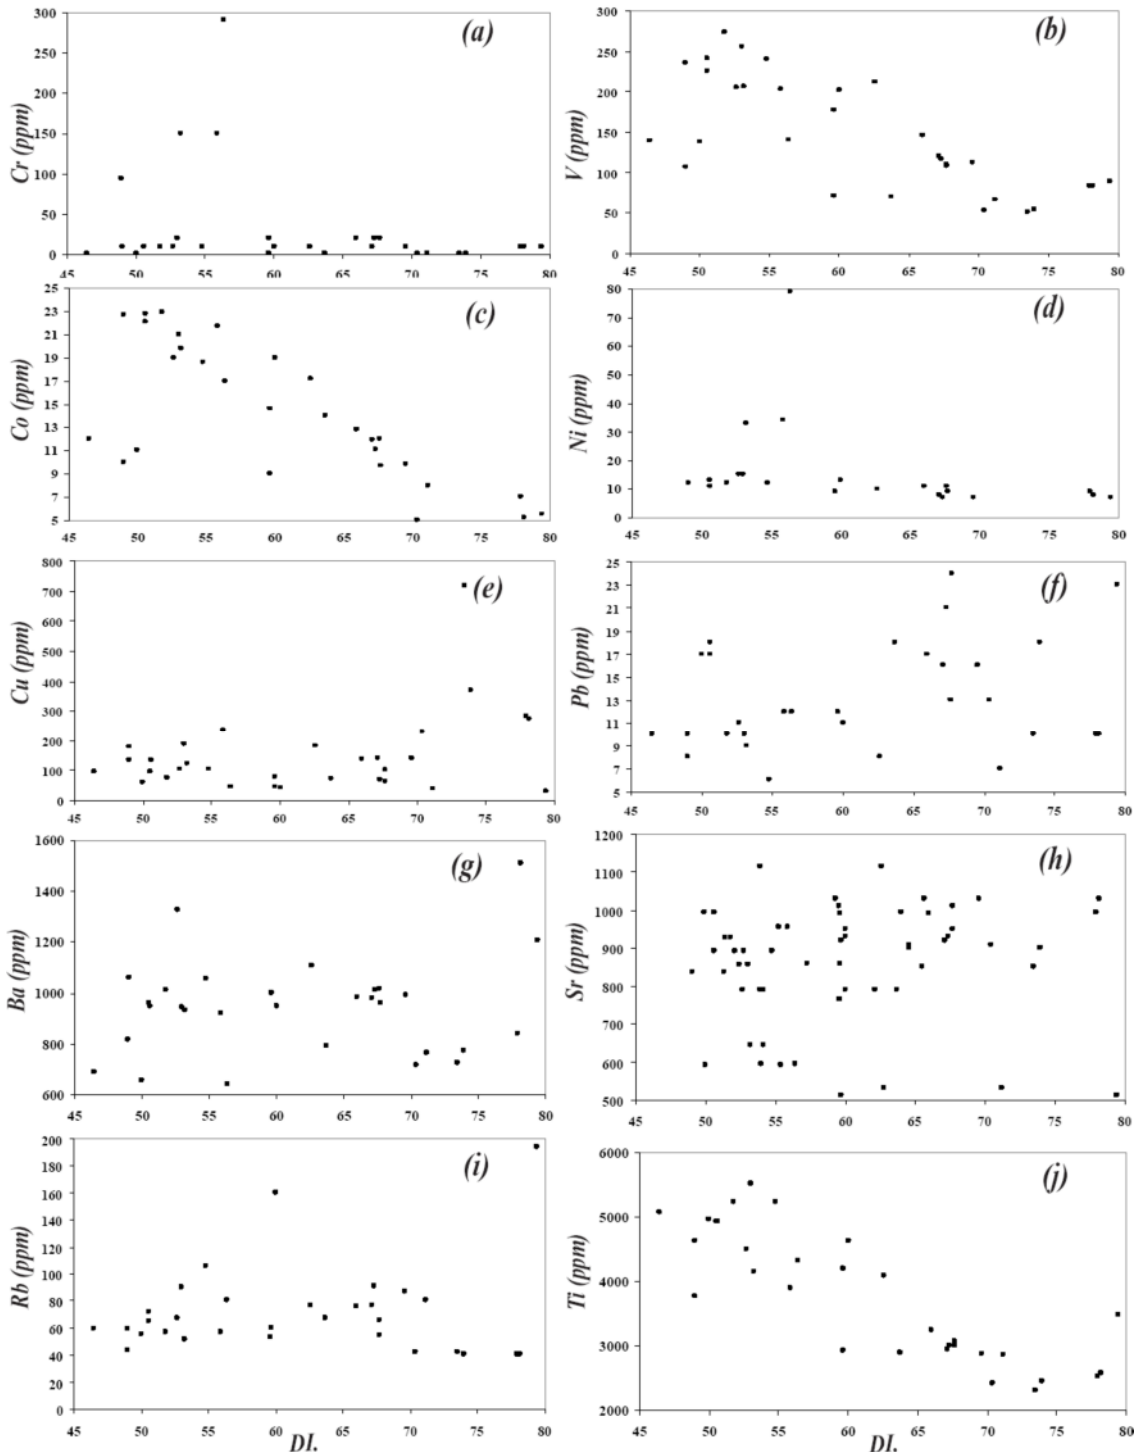 300
250
200
150
100
50
0
Cr (ppm)
(a)
45 50 55 60 65 70 75 80
300
250
200
150
100
50
0
V (ppm)
(b)
45 50 55 60 65 70 75 80
25
23
21
19
17
15
13
11
9
7
5
Co (ppm)
(c)
45 50 55 60 65 70 75 80
80
70
60
50
40
30
20
10
0
Ni (ppm)
(d)
45 50 55 60 65 70 75 80
800
700
600
500
400
300
200
100
0
Cu (ppm)
(e)
45 50 55 60 65 70 75 80
25
23
21
19
17
15
13
11
9
7
5
Pb (ppm)
(f)
45 50 55 60 65 70 75 80
1600
1400
1200
1000
800
600
Ba (ppm)
(g)
45 50 55 60 65 70 75 80
1200
1100
1000
900
800
700
600
500
Sr (ppm)
(h)
45 50 55 60 65 70 75 80
200
180
160
140
120
100
80
60
40
20
0
Rb (ppm)
(i)
45 50 55 60 65 70 75 80
DI.
6000
5000
4000
3000
2000
Ti (ppm)
(j)
45 50 55 60 65 70 75 80
DI.